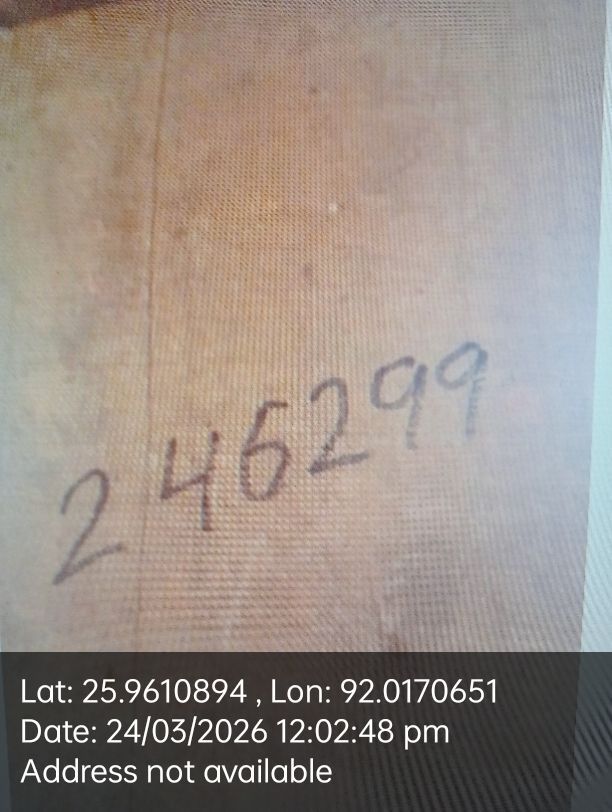 246299
Lat: 25.9610894 , Lon: 92.0170651
Date: 24/03/2026 12:02:48 pm
Address not available